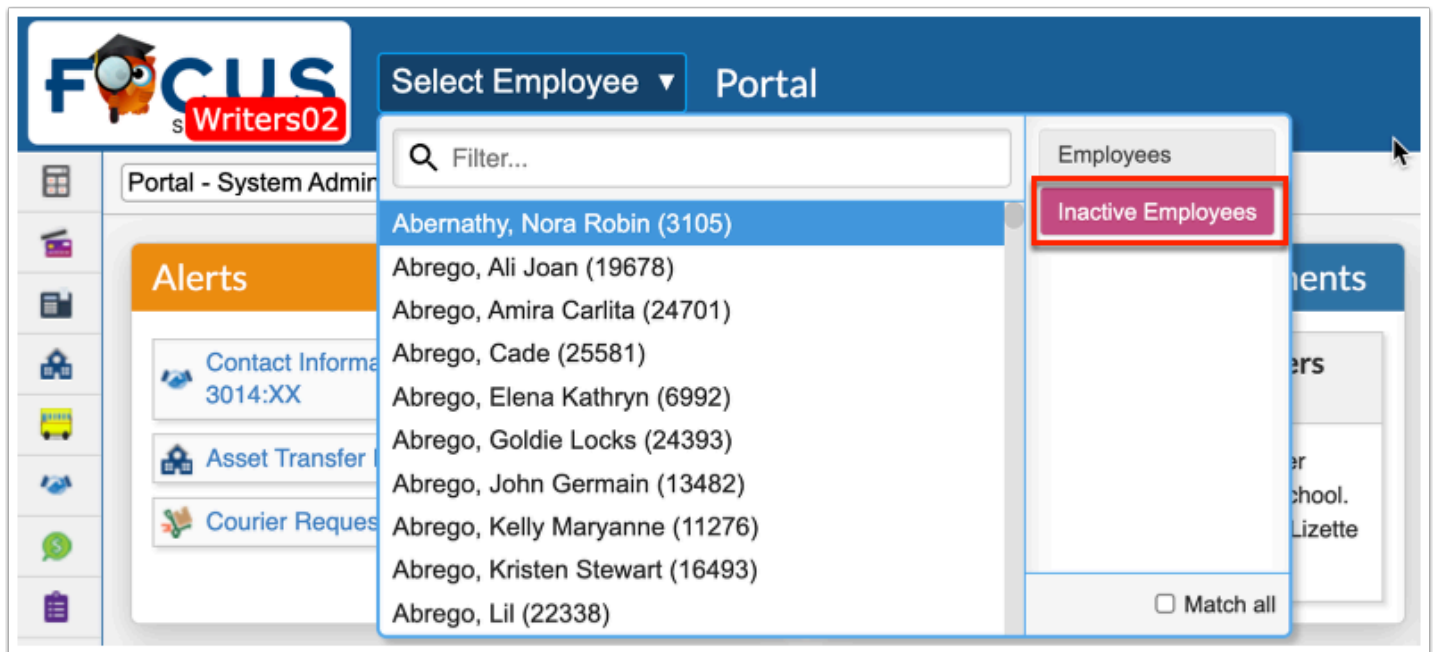 FOCUS
S
Writers02
Select Employee ▼
Portal
Filter...
Employees
Inactive Employees
Portal - System Admin
Abernathy, Nora Robin (3105)
Abrego, Ali Joan (19678)
Abrego, Amira Carlita (24701)
Abrego, Cade (25581)
Abrego, Elena Kathryn (6992)
Abrego, Goldie Locks (24393)
Abrego, John Germain (13482)
Abrego, Kelly Maryanne (11276)
Abrego, Kristen Stewart (16493)
Abrego, Lil (22338)
Match all
Alerts
Contact Informa
3014:XX
Asset Transfer
Courier Reques
ents
ers
er
chool.
Lizette